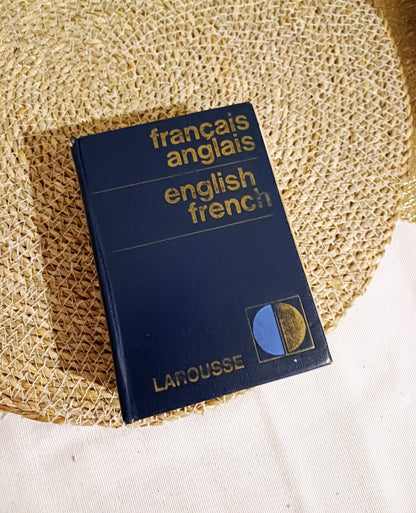 français
anglais
english
french
LAROUSSE